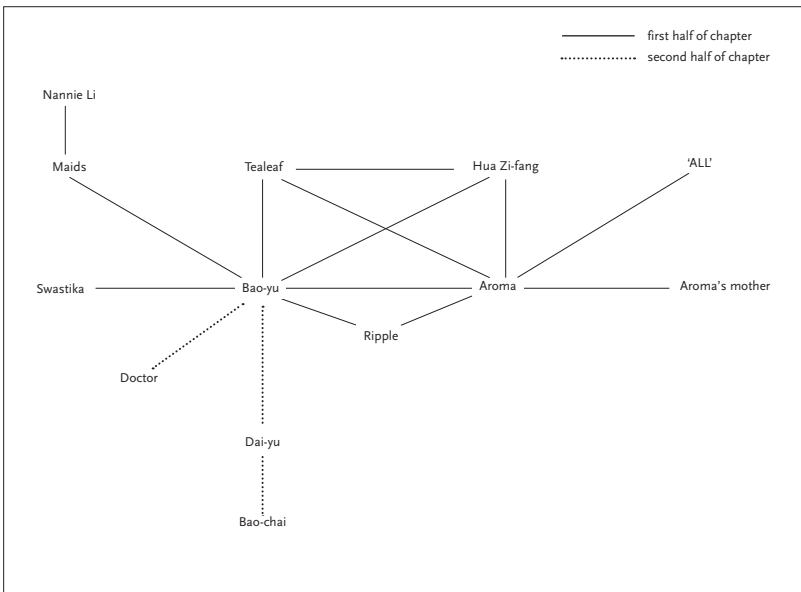 first half of chapter
second half of chapter
Nannie Li
Maids
Tealeaf
Hua Zi-fang
‘ALL’
Swastika
Bao-yu
Aroma
Aroma’s mother
Ripple
Doctor
Dai-yu
Bao-chai